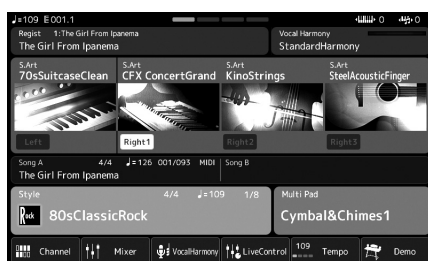 ♩=109 E001.1 0 0
Regist 1:The Girl From Ipanema
The Girl From Ipanema
Vocal Harmony
StandardHarmony
S.Art S.Art S.Art S.Art
70sSuitcaseClean CFX ConcertGrand KinoStrings SteelAcousticFinger
Left Right1 Right2 Right3
Song A 4/4 ♩=126 001/093 MIDI Song B
The Girl From Ipanema
Style 4/4 ♩=109 1/8 Multi Pad
Rock 80sClassicRock Cymbal&Chimes1
Channel Mixer VocalHarmony LiveControl 109 Tempo Demo